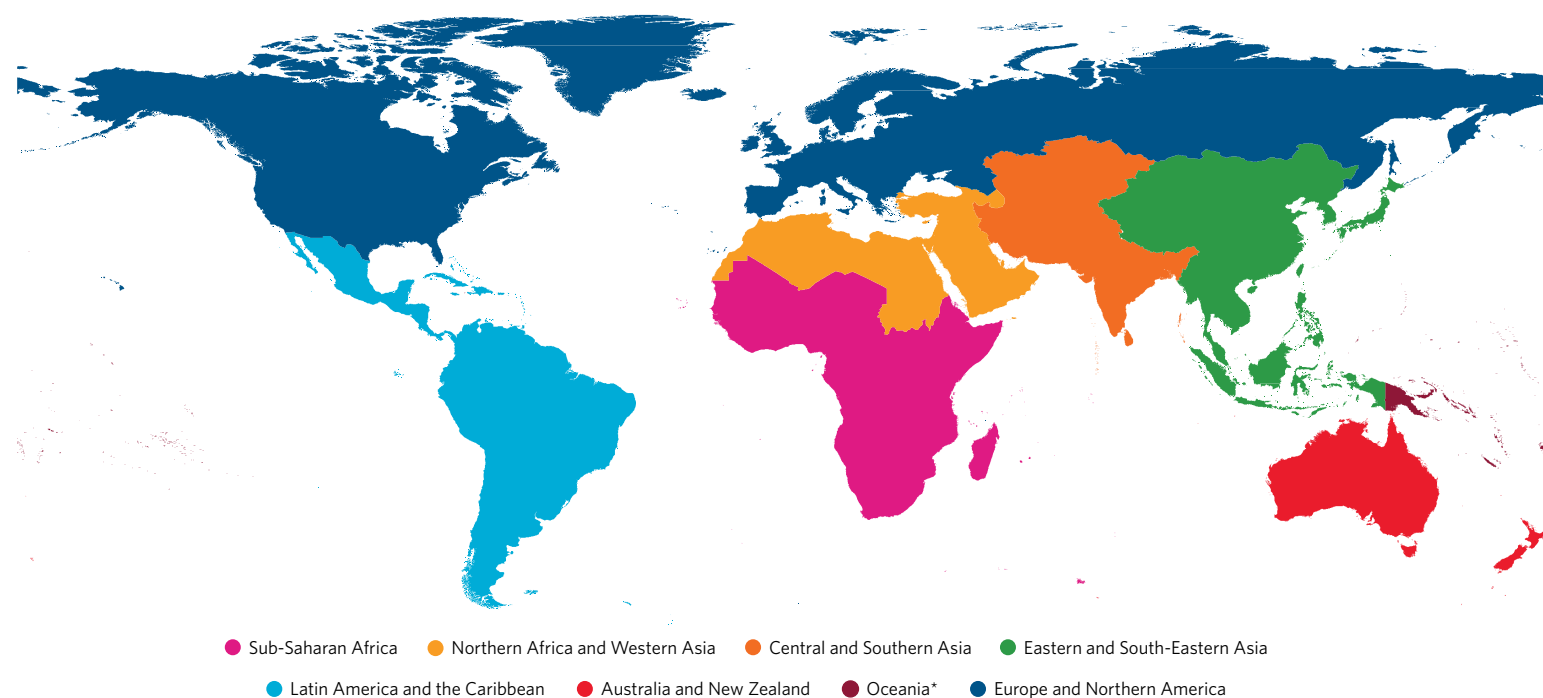 Sub-Saharan Africa Northern Africa and Western Asia Central and Southern Asia Eastern and South-Eastern Asia
Latin America and the Caribbean Australia and New Zealand Oceania* Europe and Northern America